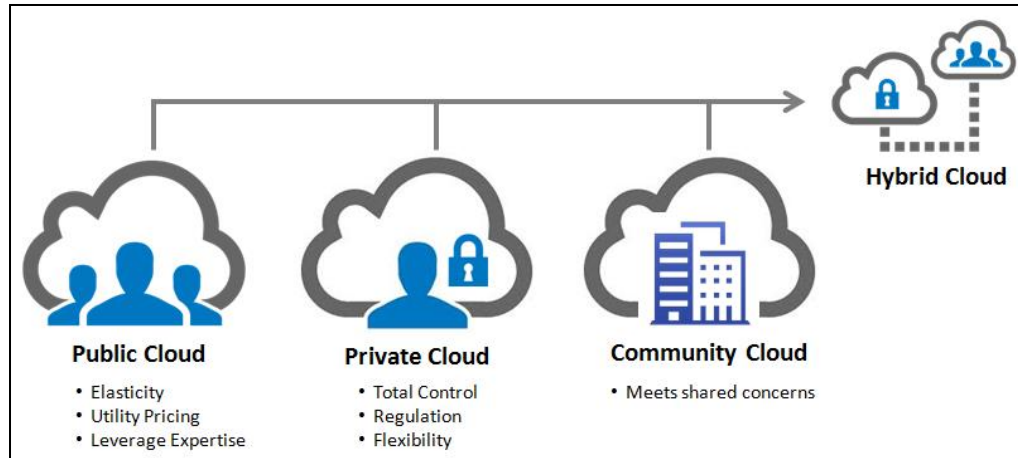 Hybrid Cloud
Public Cloud
• Elasticity
• Utility Pricing
• Leverage Expertise
Private Cloud
• Total Control
• Regulation
• Flexibility
Community Cloud
• Meets shared concerns